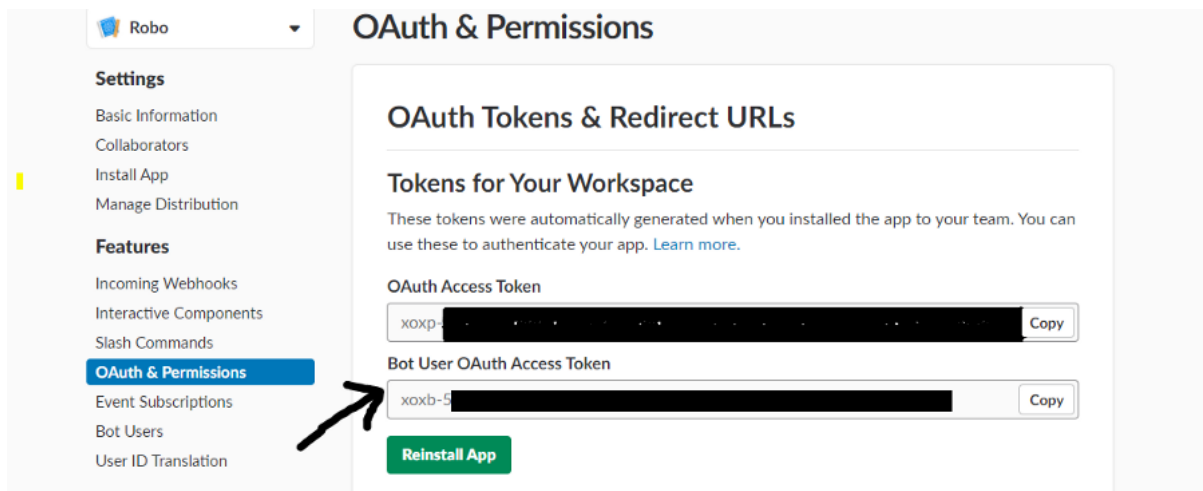 Robo
OAuth & Permissions
Settings
Basic Information
Collaborators
Install App
Manage Distribution
Features
Incoming Webhooks
Interactive Components
Slash Commands
OAuth & Permissions
Event Subscriptions
Bot Users
User ID Translation
OAuth Tokens & Redirect URLs
Tokens for Your Workspace
These tokens were automatically generated when you installed the app to your team. You can
use these to authenticate your app. Learn more.
OAuth Access Token
xoxp- Copy
Bot User OAuth Access Token
xoxb-5 Copy
Reinstall App